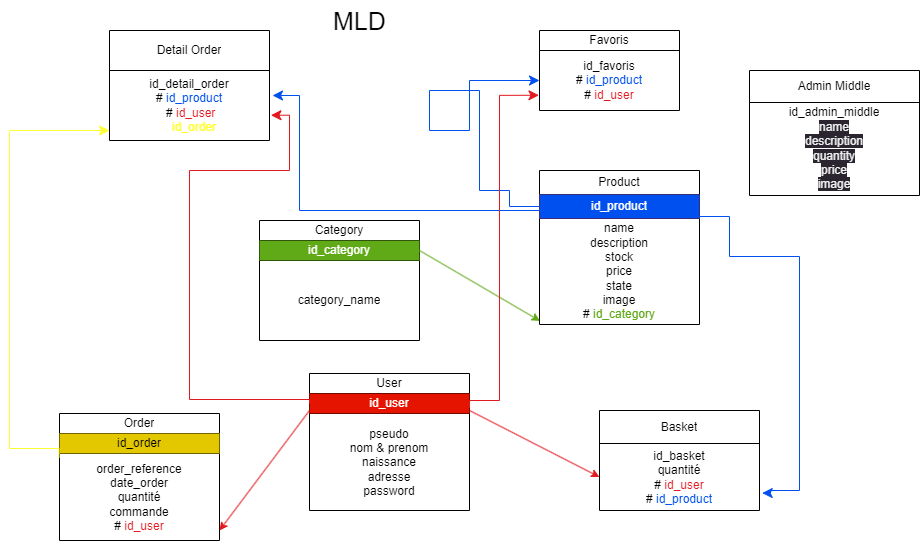 MLD
Detail Order
id_detail_order
# id_product
# id_user
id_order
Favoris
id_favoris
# id_product
# id_user
Admin Middle
id_admin_middle
name
description
quantity
price
image
Product
id_product
name
description
stock
price
state
image
# id_category
Category
id_category
category_name
User
id_user
pseudo
nom & prenom
naissance
adresse
password
Order
id_order
order_reference
date_order
quantité
commande
# id_user
Basket
id_basket
quantité
# id_user
# id_product